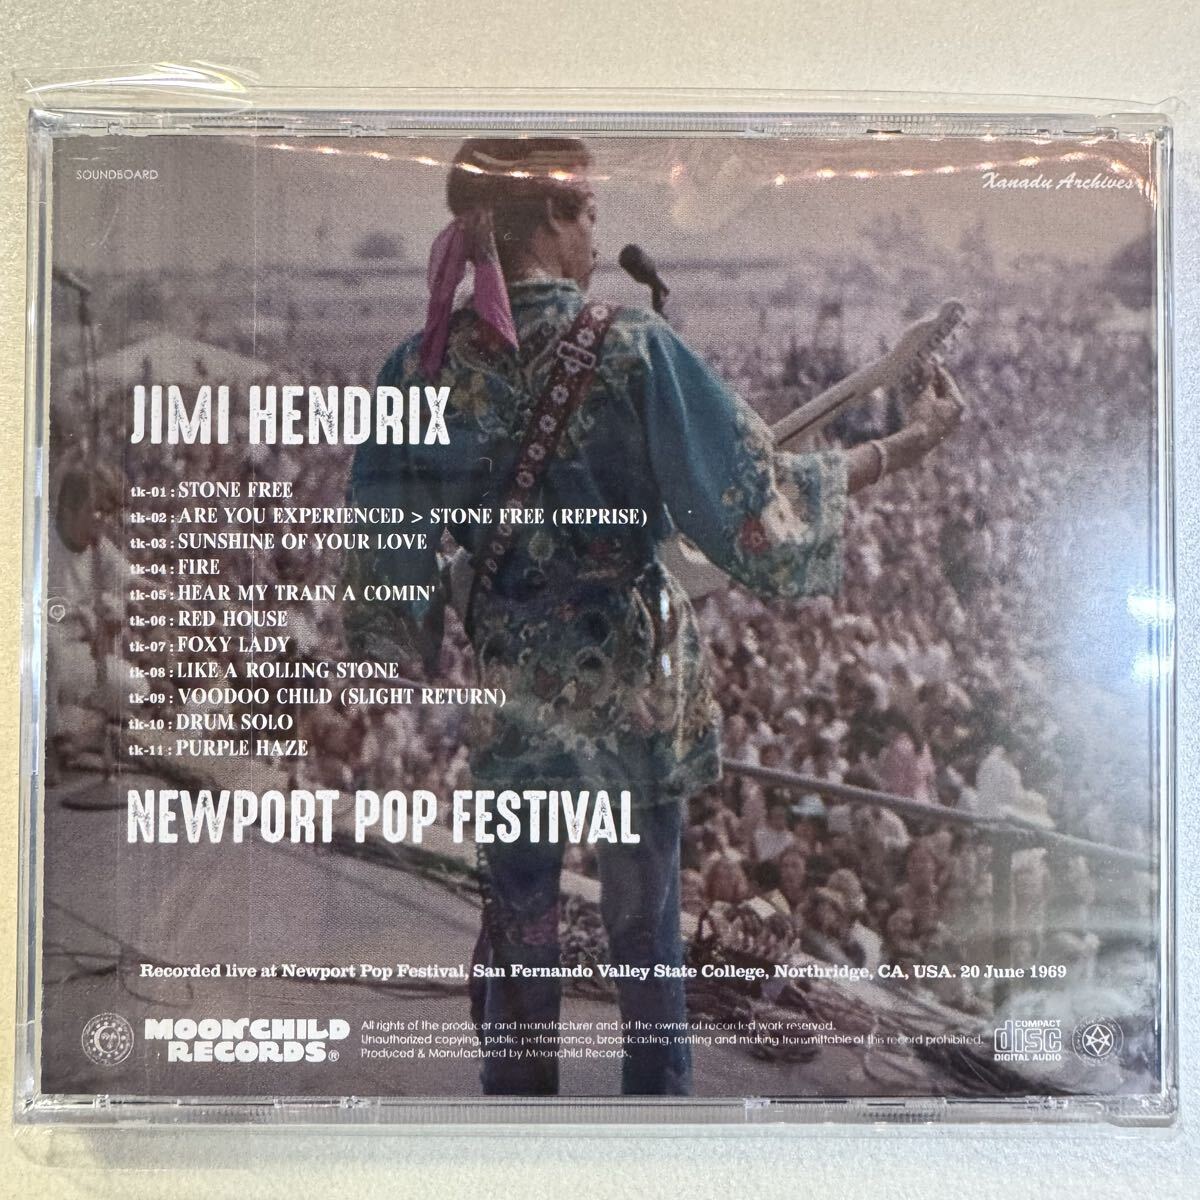 SOUNDBOARD
Xanadu Archives
JIMI HENDRIX
tk-01 : STONE FREE
tk-02 : ARE YOU EXPERIENCED > STONE FREE (REPRISE)
tk-03 : SUNSHINE OF YOUR LOVE
tk-04 : FIRE
tk-05 : HEAR MY TRAIN A COMIN'
tk-06 : RED HOUSE
tk-07 : FOXY LADY
tk-08 : LIKE A ROLLING STONE
tk-09 : VOODOO CHILD (SLIGHT RETURN)
tk-10 : DRUM SOLO
tk-11 : PURPLE HAZE
NEWPORT POP FESTIVAL
Recorded live at Newport Pop Festival, San Fernando Valley State College, Northridge, CA, USA. 20 June 1969
MOON CHILD
RECORDS®
All rights of the producer and manufacturer and of the owner of recorded work reserved.
Unauthorized copying, public performance, broadcasting, renting and making transmittable of this record prohibited.
Produced & Manufactured by Moonchild Records.
COMPACT
disc
DIGITAL AUDIO